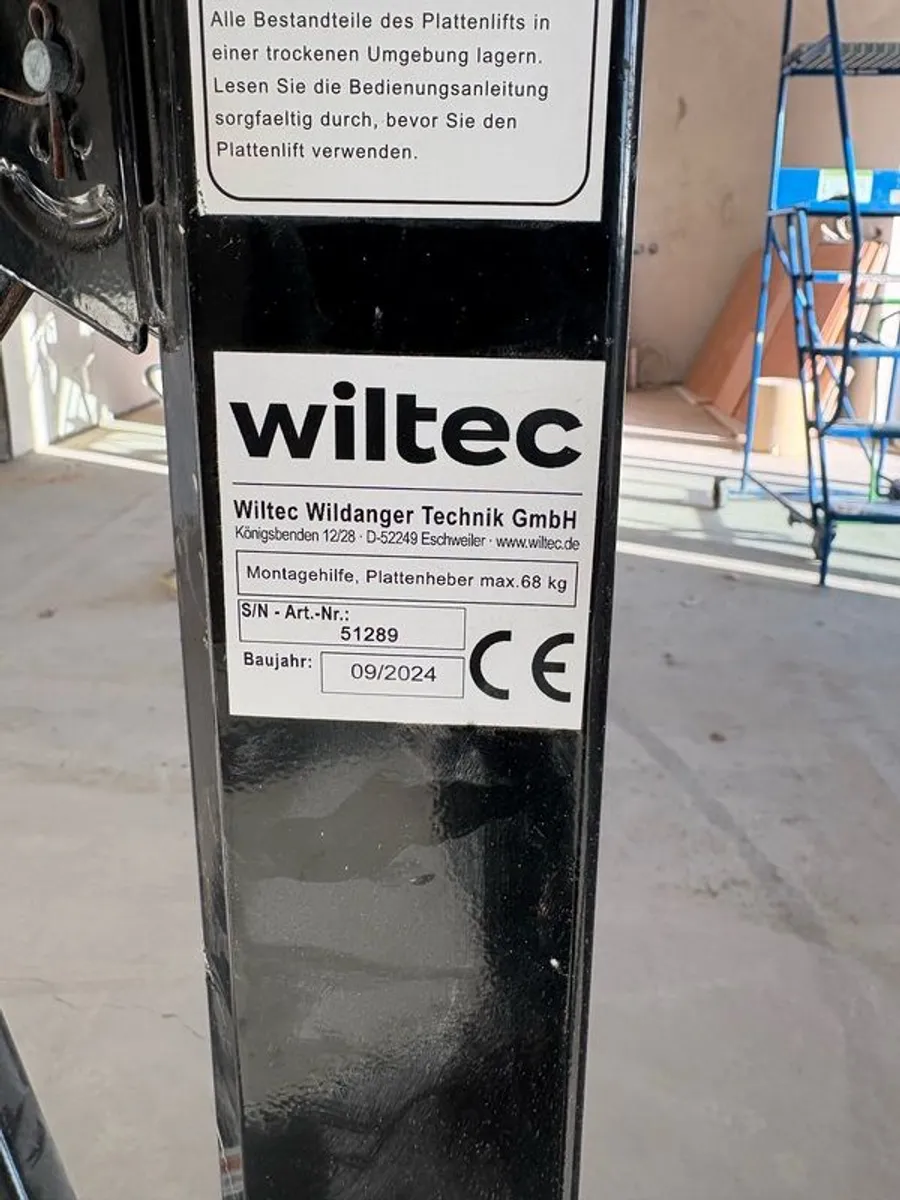 Alle Bestandteile des Plattenlifts in
einer trockenen Umgebung lagern.
Lesen Sie die Bedienungsanleitung
sorgfaeltig durch, bevor Sie den
Plattenlift verwenden.
wiltec
Wiltec Wildanger Technik GmbH
Königsbenden 12/28 · D-52249 Eschweiler · www.wiltec.de
Montagehilfe, Plattenheber max.68 kg
S/N - Art.-Nr.:
51289
Baujahr: 09/2024
CE